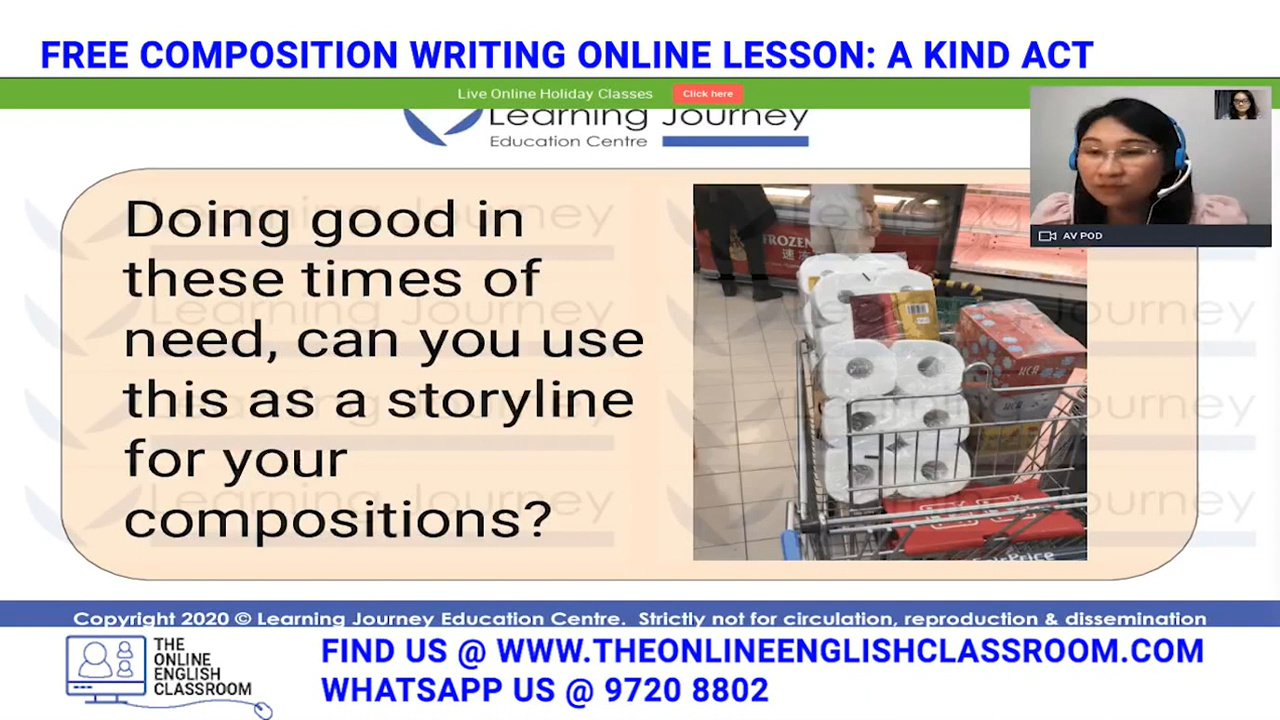 FREE COMPOSITION WRITING ONLINE LESSON: A KIND ACT
Live Online Holiday Classes Click here
Learning Journey
Education Centre
Doing good in
these times of
need, can you use
this as a storyline
for your
compositions?
FROZEN
速冻
FairPrice
AV POD
Copyright 2020 © Learning Journey Education Centre. Strictly not for circulation, reproduction & dissemination
THE
ONLINE
ENGLISH
CLASSROOM
FIND US @ WWW.THEONLINEENGLISHCLASSROOM.COM
WHATSAPP US @ 9720 8802